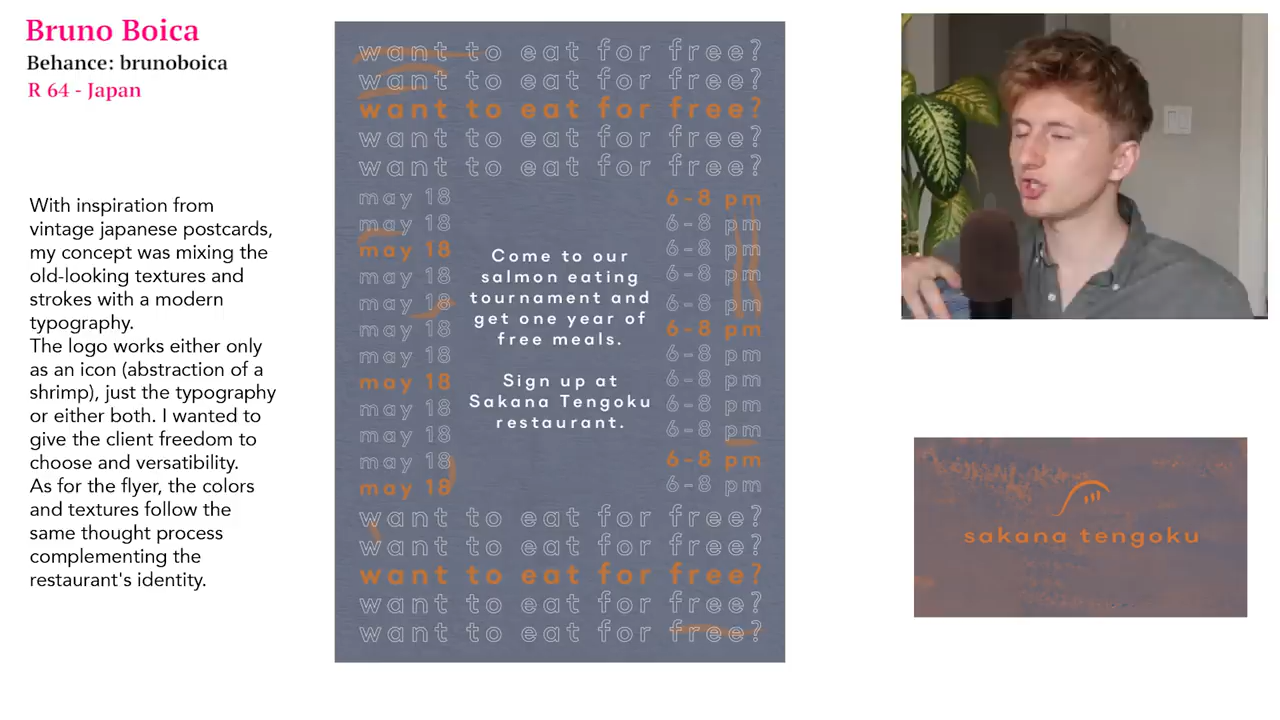 Bruno Boica
Behance: brunoboica
R 64 - Japan
With inspiration from
vintage japanese postcards,
my concept was mixing the
old-looking textures and
strokes with a modern
typography.
The logo works either only
as an icon (abstraction of a
shrimp), just the typography
or either both. I wanted to
give the client freedom to
choose and versatibility.
As for the flyer, the colors
and textures follow the
same thought process
complementing the
restaurant's identity.
want to eat for free?
want to eat for free?
want to eat for free?
want to eat for free?
want to eat for free?
may 18
may 18
may 18
may 18
may 18
may 18
may 18
may 18
may 18
may 18
may 18
may 18
Come to our
salmon eating
tournament and
get one year of
free meals.
Sign up at
Sakana Tengoku
restaurant.
6-8 pm
6-8 pm
6-8 pm
6-8 pm
6-8 pm
6-8 pm
6-8 pm
6-8 pm
6-8 pm
6-8 pm
6-8 pm
6-8 pm
want to eat for free?
want to eat for free?
want to eat for free?
want to eat for free?
want to eat for free?
sakana tengoku